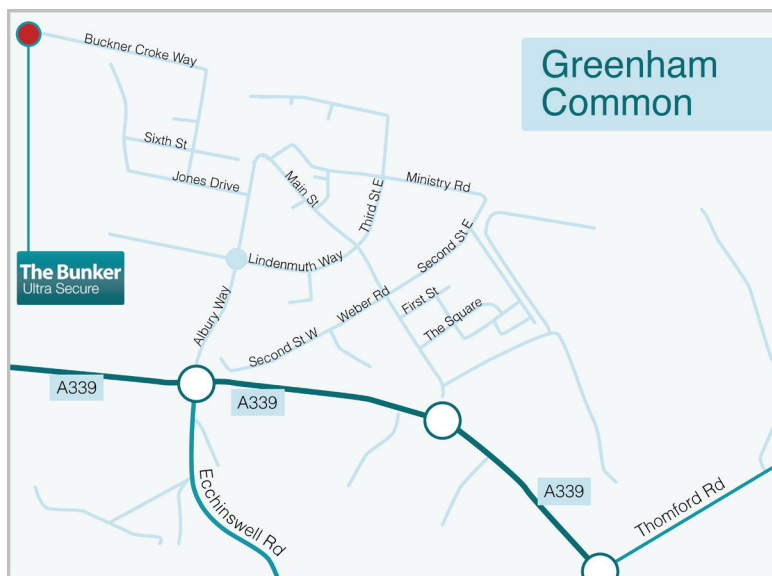 Buckner Croke Way
Greenham
Common
Sixth St
Jones Drive
Main St
Third St E
Ministry Rd
The Bunker
Ultra Secure
Lindenmuth Way
Second St E
Albury Way
Weber Rd
First St
The Square
Second St W
A339
A339
A339
Ecchinswell Rd
Thomford Rd